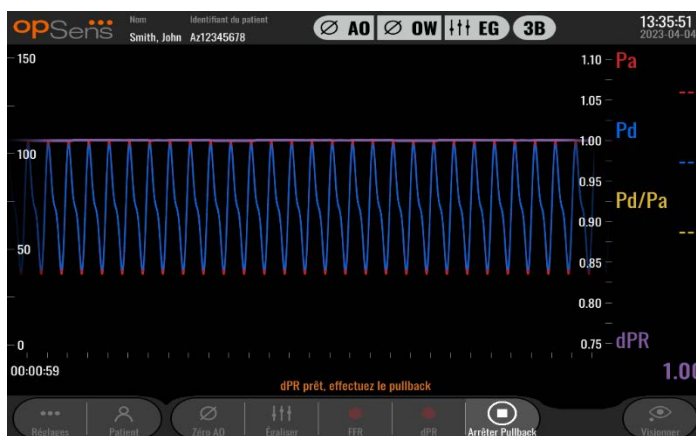 opSens
Nom
Identifiant du patient
Smith, John
Az12345678
AO
OW
EG
3B
13:35:51
2023-04-04
150
100
50
0
1.10
1.05
1.00
0.95
0.90
0.85
0.80
0.75
Pa
--
Pd
--
Pd/Pa
--
dPR
1.00
00:00:59
dPR prêt, effectuez le pullback
Réglages
Patient
Zéro AO
Égaliser
FFR
dPR
Arrêter Pullback
Visionner